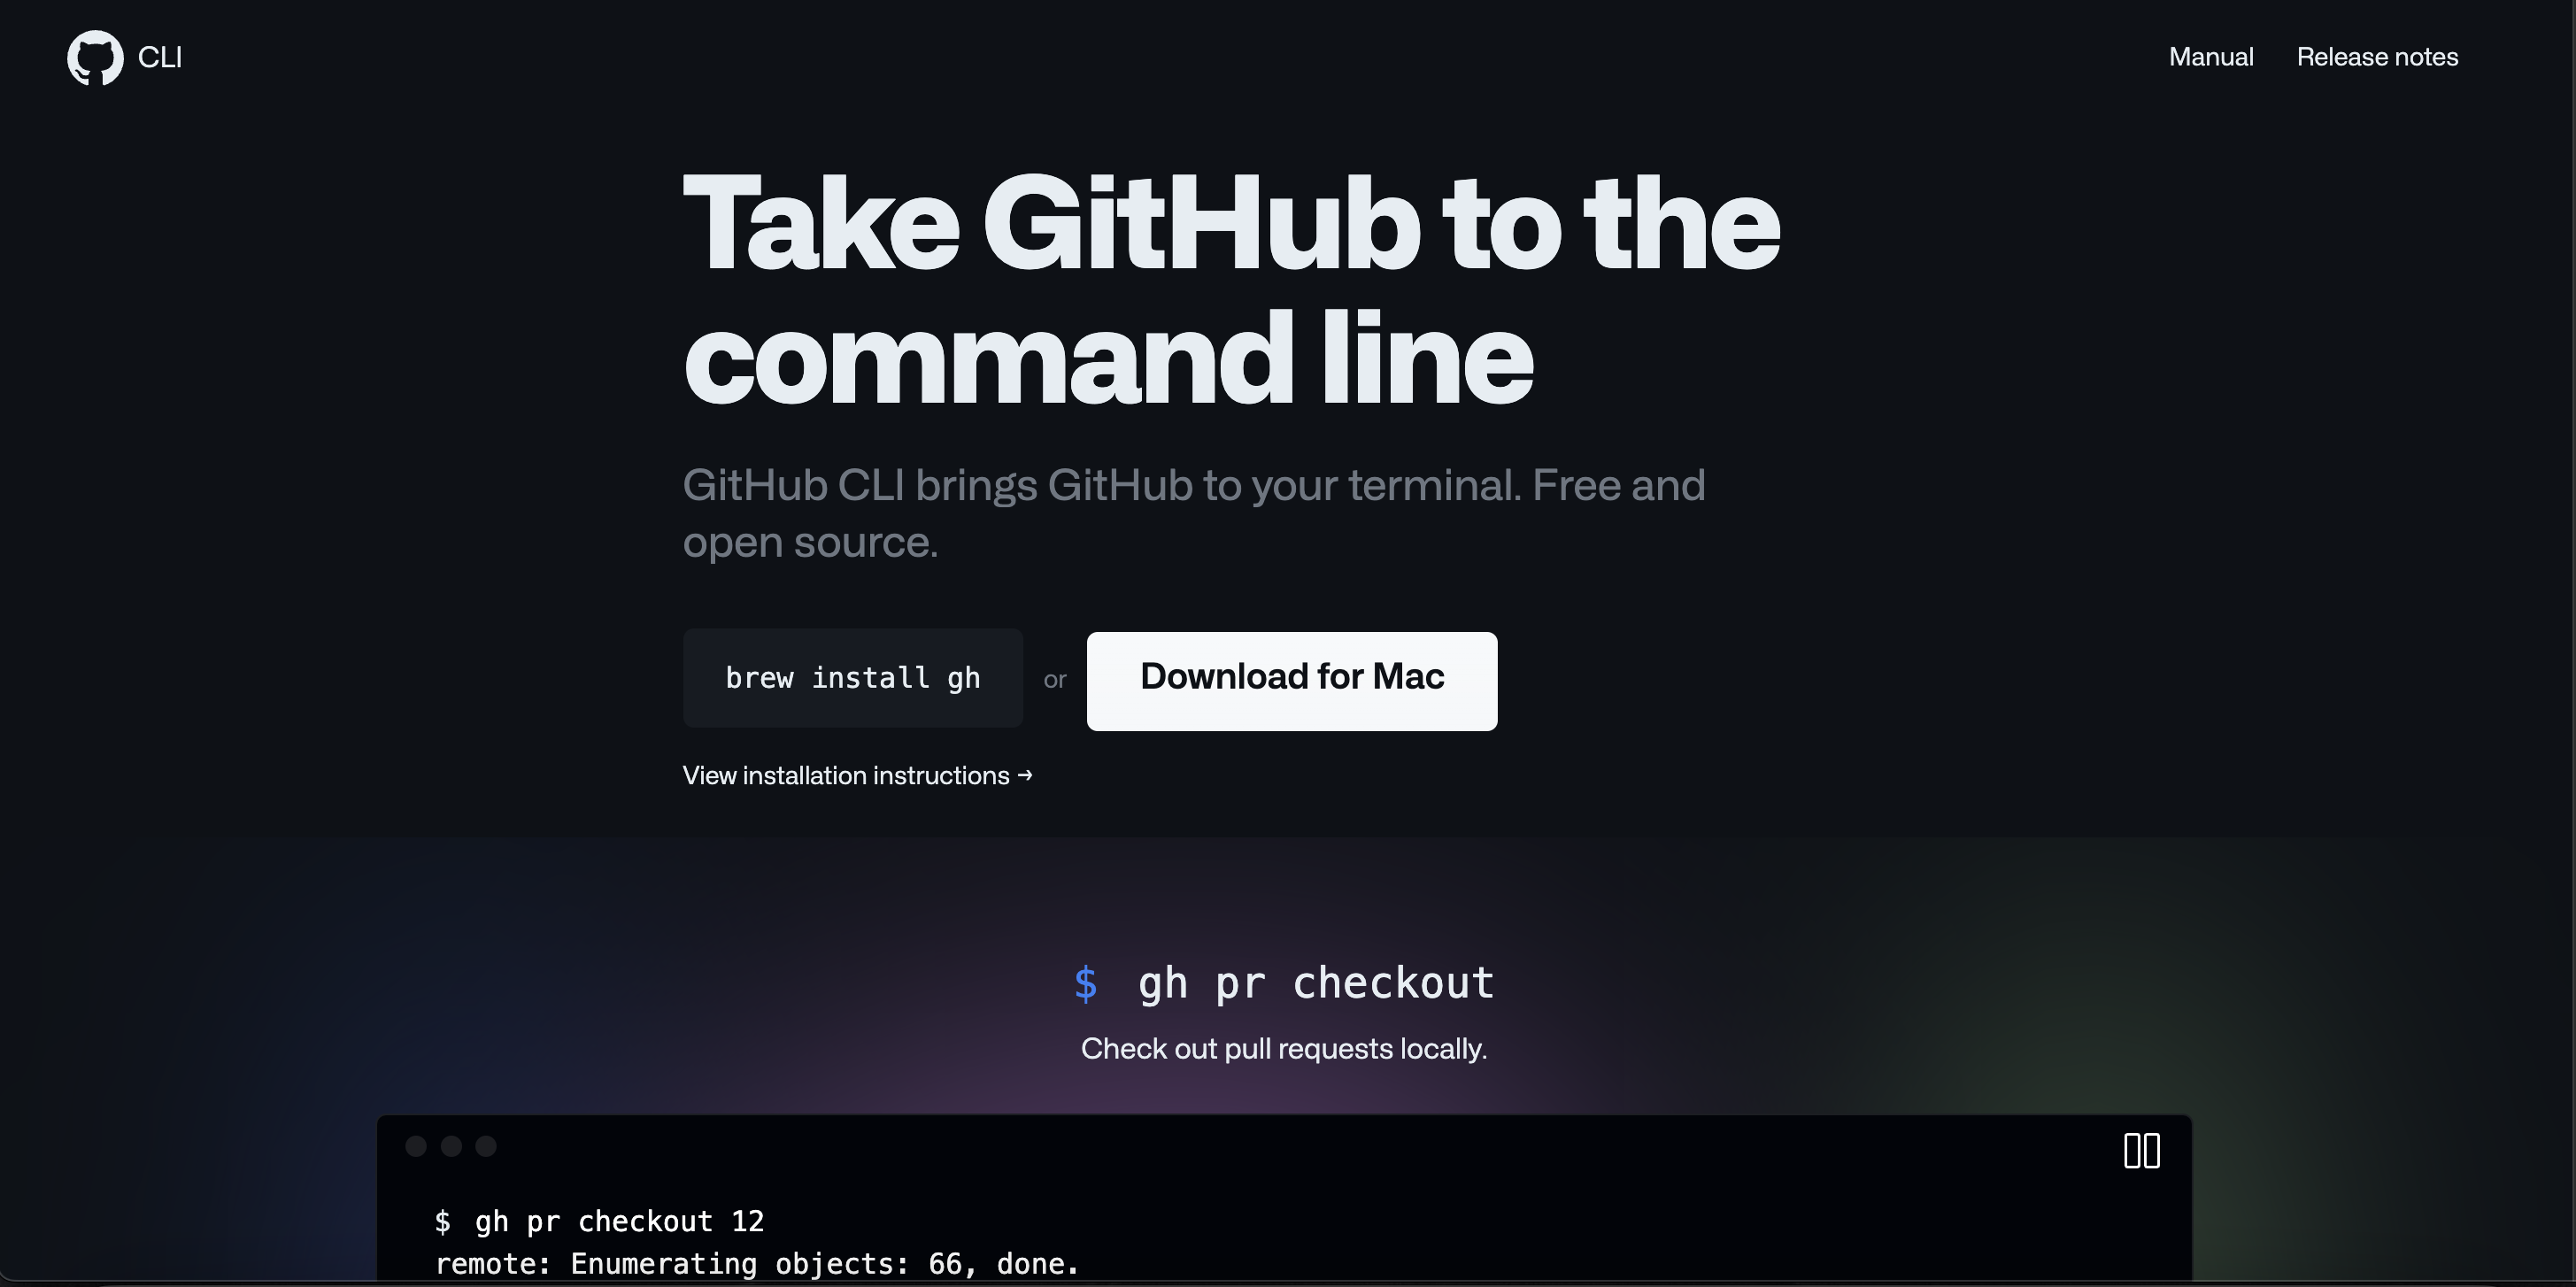 CLI
Manual
Release notes
Take GitHub to the
command line
GitHub CLI brings GitHub to your terminal. Free and
open source.
brew install gh
or
Download for Mac
View installation instructions →
$ gh pr checkout
Check out pull requests locally.
$ gh pr checkout 12
remote: Enumerating objects: 66, done.